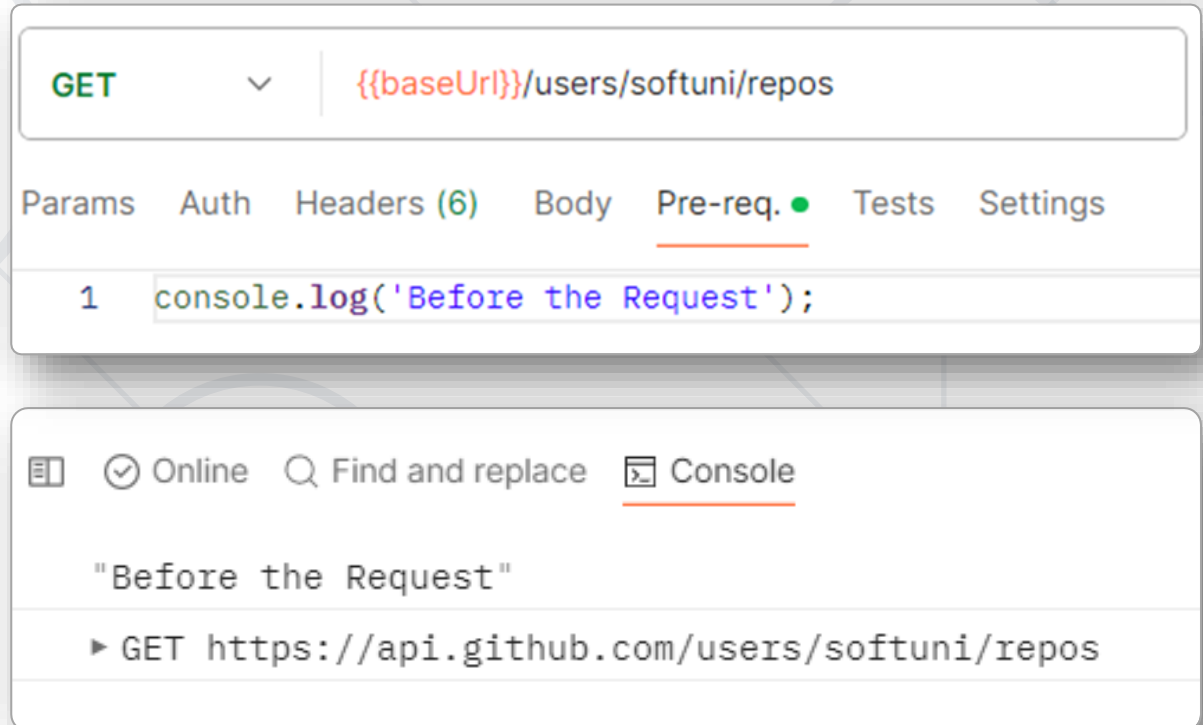 GET {{baseUrl}}/users/softuni/repos
Params Auth Headers (6) Body Pre-req. Tests Settings
1 console.log('Before the Request');
Online Find and replace Console
"Before the Request"
GET https://api.github.com/users/softuni/repos